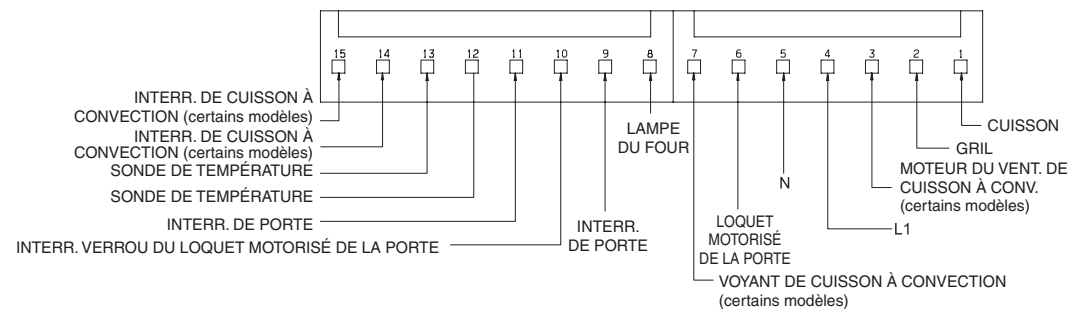 15 14 13 12 11 10 9 8 7 6 5 4 3 2 1
INTERR. DE CUISSON À
CONVECTION (certains modèles)
INTERR. DE CUISSON À
CONVECTION (certains modèles)
SONDE DE TEMPÉRATURE
SONDE DE TEMPÉRATURE
INTERR. DE PORTE
INTERR. VERROU DU LOQUET MOTORISÉ DE LA PORTE
INTERR.
DE PORTE
LAMPE
DU FOUR
VOYANT DE CUISSON À CONVECTION
(certains modèles)
LOQUET
MOTORISÉ
DE LA PORTE
N
L1
MOTEUR DU VENT. DE
CUISSON À CONV.
(certains modèles)
GRIL
CUISSON